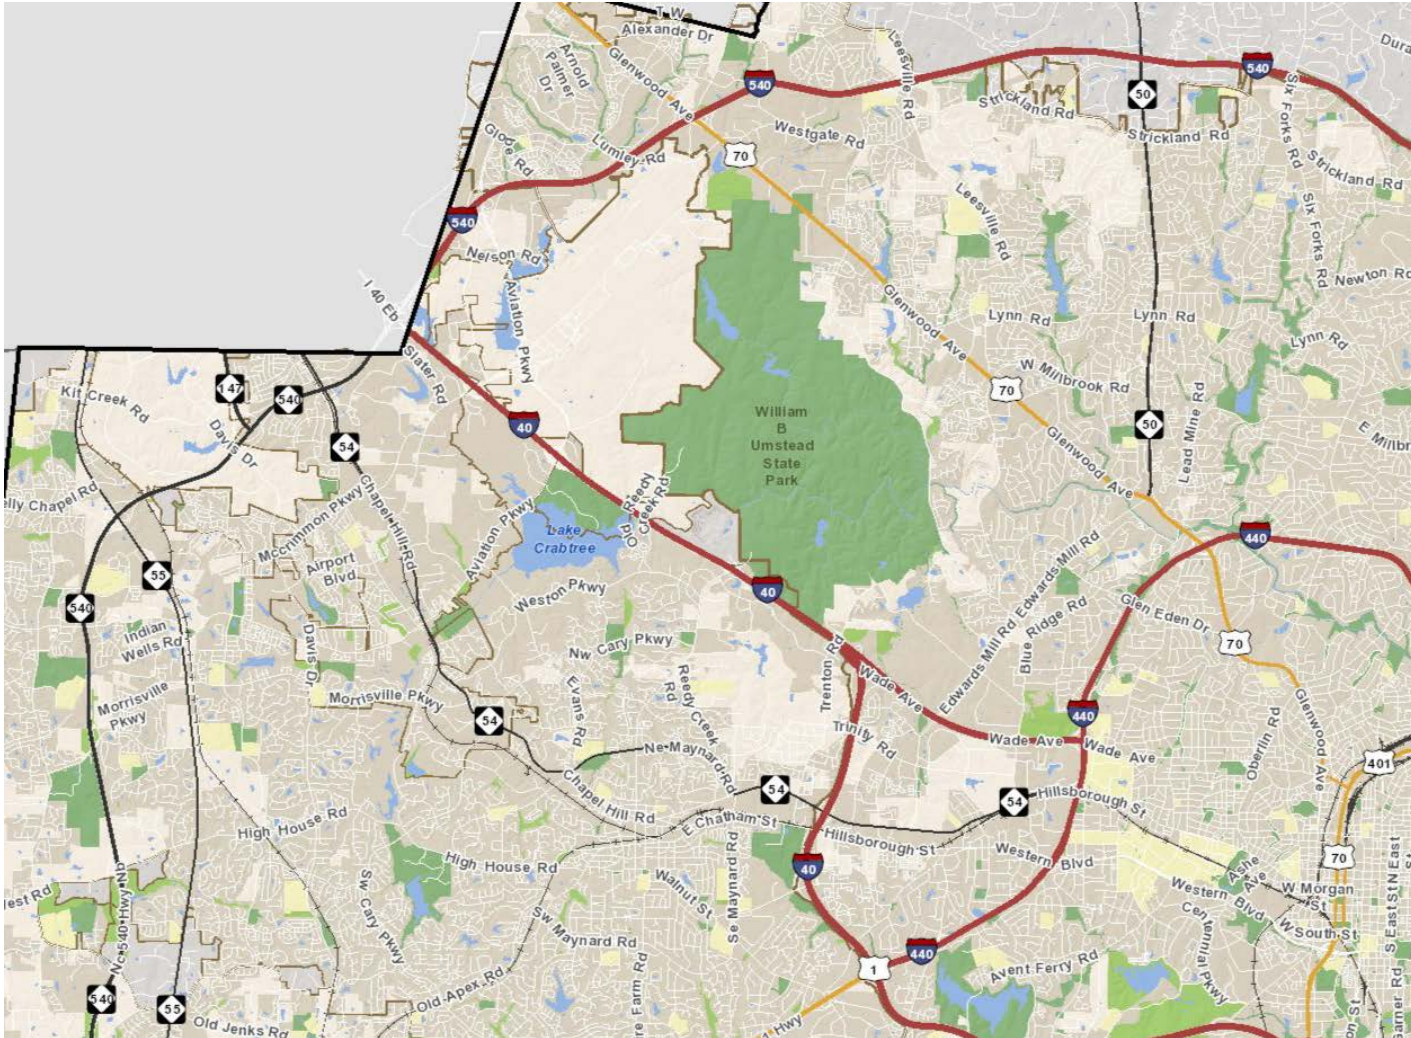 T W
Alexander Dr
Arnold
Palmer
Dr
Glenwood Ave
Leesville Rd
540
540
Six Forks Rd
50
Strickland Rd
Strickland Rd
Westgate Rd
Lumley Rd
Globe Rd
70
Strickland Rd
Leesville Rd
540
Six Forks Rd
Nelson Rd
Newton Rd
I 40 Eb
Aviation Pkwy
Glenwood Ave
Lynn Rd
Lynn Rd
Lynn Rd
Slater Rd
W Millbrook Rd
70
Kit Creek Rd
147
540
Lead Mine Rd
William
B
Umstead
State
Park
40
50
Davis Dr
54
Glenwood Ave
Chapel Hill Rd
Mccrimmon Pkwy
Old Reedy
Creek Rd
Aviation Pkwy
Lake
Crabtree
440
Edwards Mill Rd
Airport
Blvd
55
Weston Pkwy
40
540
Blue
Ridge Rd
Glen Eden Dr
Indian
Wells Rd
Davis Dr
Nw Cary Pkwy
Trenton Rd
Edwards Mill Rd
70
Morrisville
Pkwy
Morrisville Pkwy
Evans Rd
Reedy Creek
Rd
Wade Ave
Glenwood Ave
54
440
Oberlin Rd
Trinity Rd
Wade Ave
Wade Ave
Ne Maynard Rd
401
54
54
Hillsborough St
Chapel Hill Rd
E Chatham St
Hillsborough St
High House Rd
High House Rd
Western Blvd
70
40
Ashe
Ave
Western Blvd
W Morgan
St
Sw Cary Pkwy
Walnut St
Se Maynard Rd
Centennial Pkwy
W South St
S East St
N East
St
Nc 540 Hwy Nb
Sw Maynard Rd
440
1
Avent Ferry Rd
Old Apex Rd
540
55
Old Jenks Rd
1 Hwy